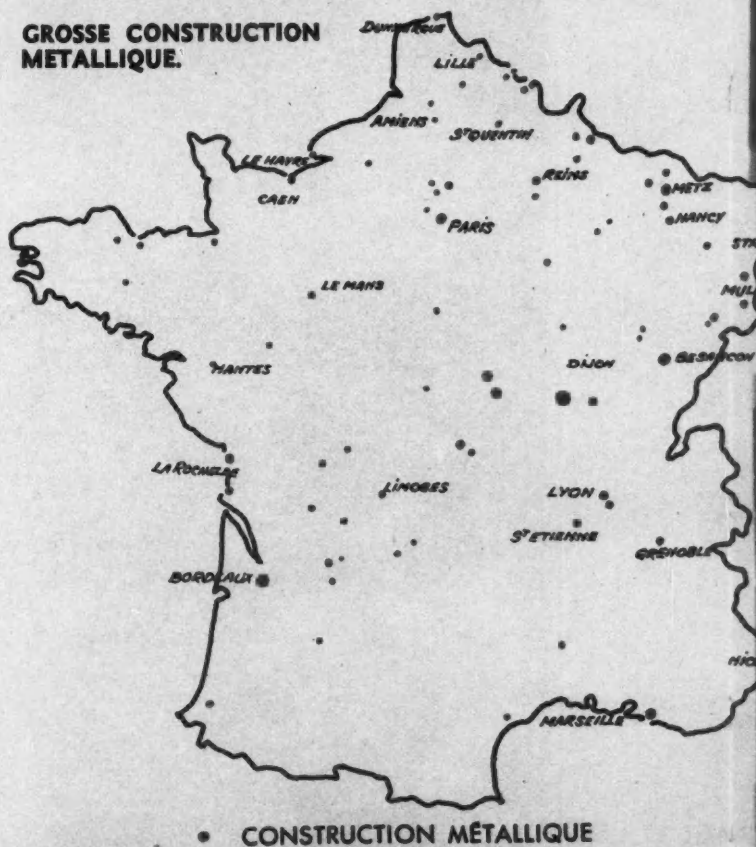 GROSSE CONSTRUCTION
METALLIQUE.
DUNKERQUE
LILLE
AMIENS
ST QUENTIN
LE HAVRE
CAEN
REIMS
METZ
PARIS
NANCY
LE MANS
NANTES
DIJON
BESANCON
LA ROCHELLE
LIMOGES
LYON
ST ETIENNE
GRENOBLE
BORDEAUX
MARSEILLE
CONSTRUCTION MÉTALLIQUE